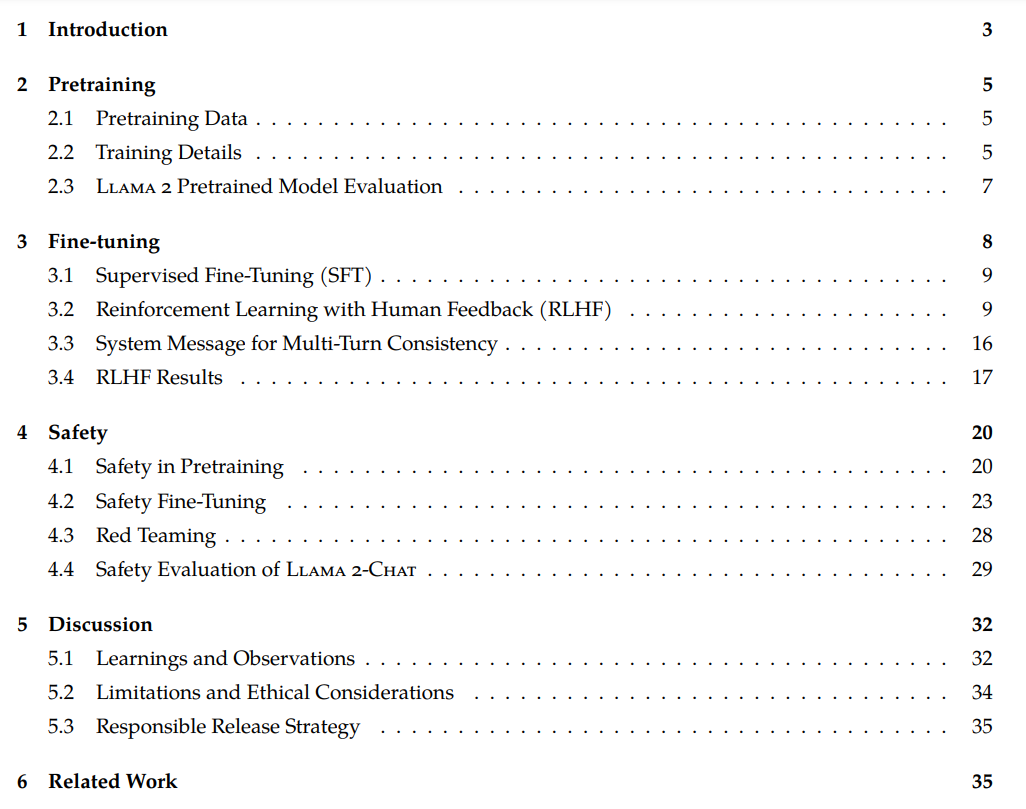 1 Introduction 3
2 Pretraining 5
2.1 Pretraining Data . . . . . . . . . . . . . . . . . . . . . . . . . . . . . . . . . . . . . . . . . . . . . 5
2.2 Training Details . . . . . . . . . . . . . . . . . . . . . . . . . . . . . . . . . . . . . . . . . . . . . 5
2.3 Llama 2 Pretrained Model Evaluation . . . . . . . . . . . . . . . . . . . . . . . . . . . . . . . . 7
3 Fine-tuning 8
3.1 Supervised Fine-Tuning (SFT) . . . . . . . . . . . . . . . . . . . . . . . . . . . . . . . . . . . . . 9
3.2 Reinforcement Learning with Human Feedback (RLHF) . . . . . . . . . . . . . . . . . . . . . 9
3.3 System Message for Multi-Turn Consistency . . . . . . . . . . . . . . . . . . . . . . . . . . . . . 16
3.4 RLHF Results . . . . . . . . . . . . . . . . . . . . . . . . . . . . . . . . . . . . . . . . . . . . . . 17
4 Safety 20
4.1 Safety in Pretraining . . . . . . . . . . . . . . . . . . . . . . . . . . . . . . . . . . . . . . . . . . 20
4.2 Safety Fine-Tuning . . . . . . . . . . . . . . . . . . . . . . . . . . . . . . . . . . . . . . . . . . . 23
4.3 Red Teaming . . . . . . . . . . . . . . . . . . . . . . . . . . . . . . . . . . . . . . . . . . . . . . . 28
4.4 Safety Evaluation of Llama 2-Chat . . . . . . . . . . . . . . . . . . . . . . . . . . . . . . . . . . 29
5 Discussion 32
5.1 Learnings and Observations . . . . . . . . . . . . . . . . . . . . . . . . . . . . . . . . . . . . . . 32
5.2 Limitations and Ethical Considerations . . . . . . . . . . . . . . . . . . . . . . . . . . . . . . . 34
5.3 Responsible Release Strategy . . . . . . . . . . . . . . . . . . . . . . . . . . . . . . . . . . . . . 35
6 Related Work 35